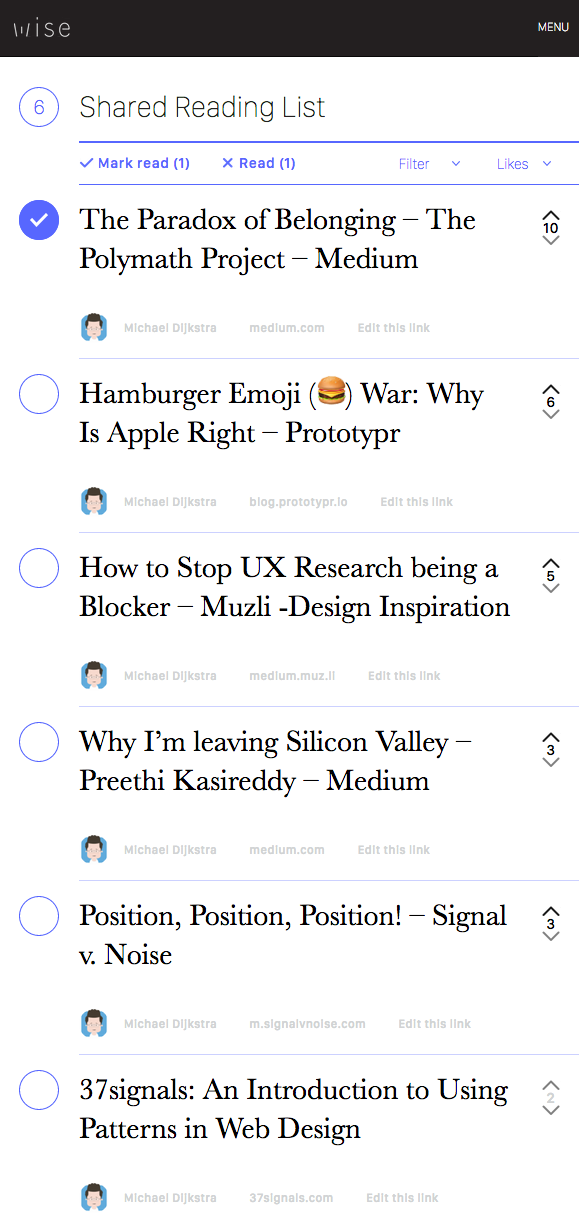 wise
MENU
6
Shared Reading List
Mark read (1)
Read (1)
Filter
Likes
The Paradox of Belonging – The
Polymath Project – Medium
10
Michael Dijkstra
medium.com
Edit this link
Hamburger Emoji (🍔) War: Why
Is Apple Right – Prototypr
6
Michael Dijkstra
blog.prototypr.io
Edit this link
How to Stop UX Research being a
Blocker – Muzli -Design Inspiration
5
Michael Dijkstra
medium.muz.li
Edit this link
Why I’m leaving Silicon Valley –
Preethi Kasireddy – Medium
3
Michael Dijkstra
medium.com
Edit this link
Position, Position, Position! – Signal
v. Noise
3
Michael Dijkstra
m.signalvnoise.com
Edit this link
37signals: An Introduction to Using
Patterns in Web Design
2
Michael Dijkstra
37signals.com
Edit this link